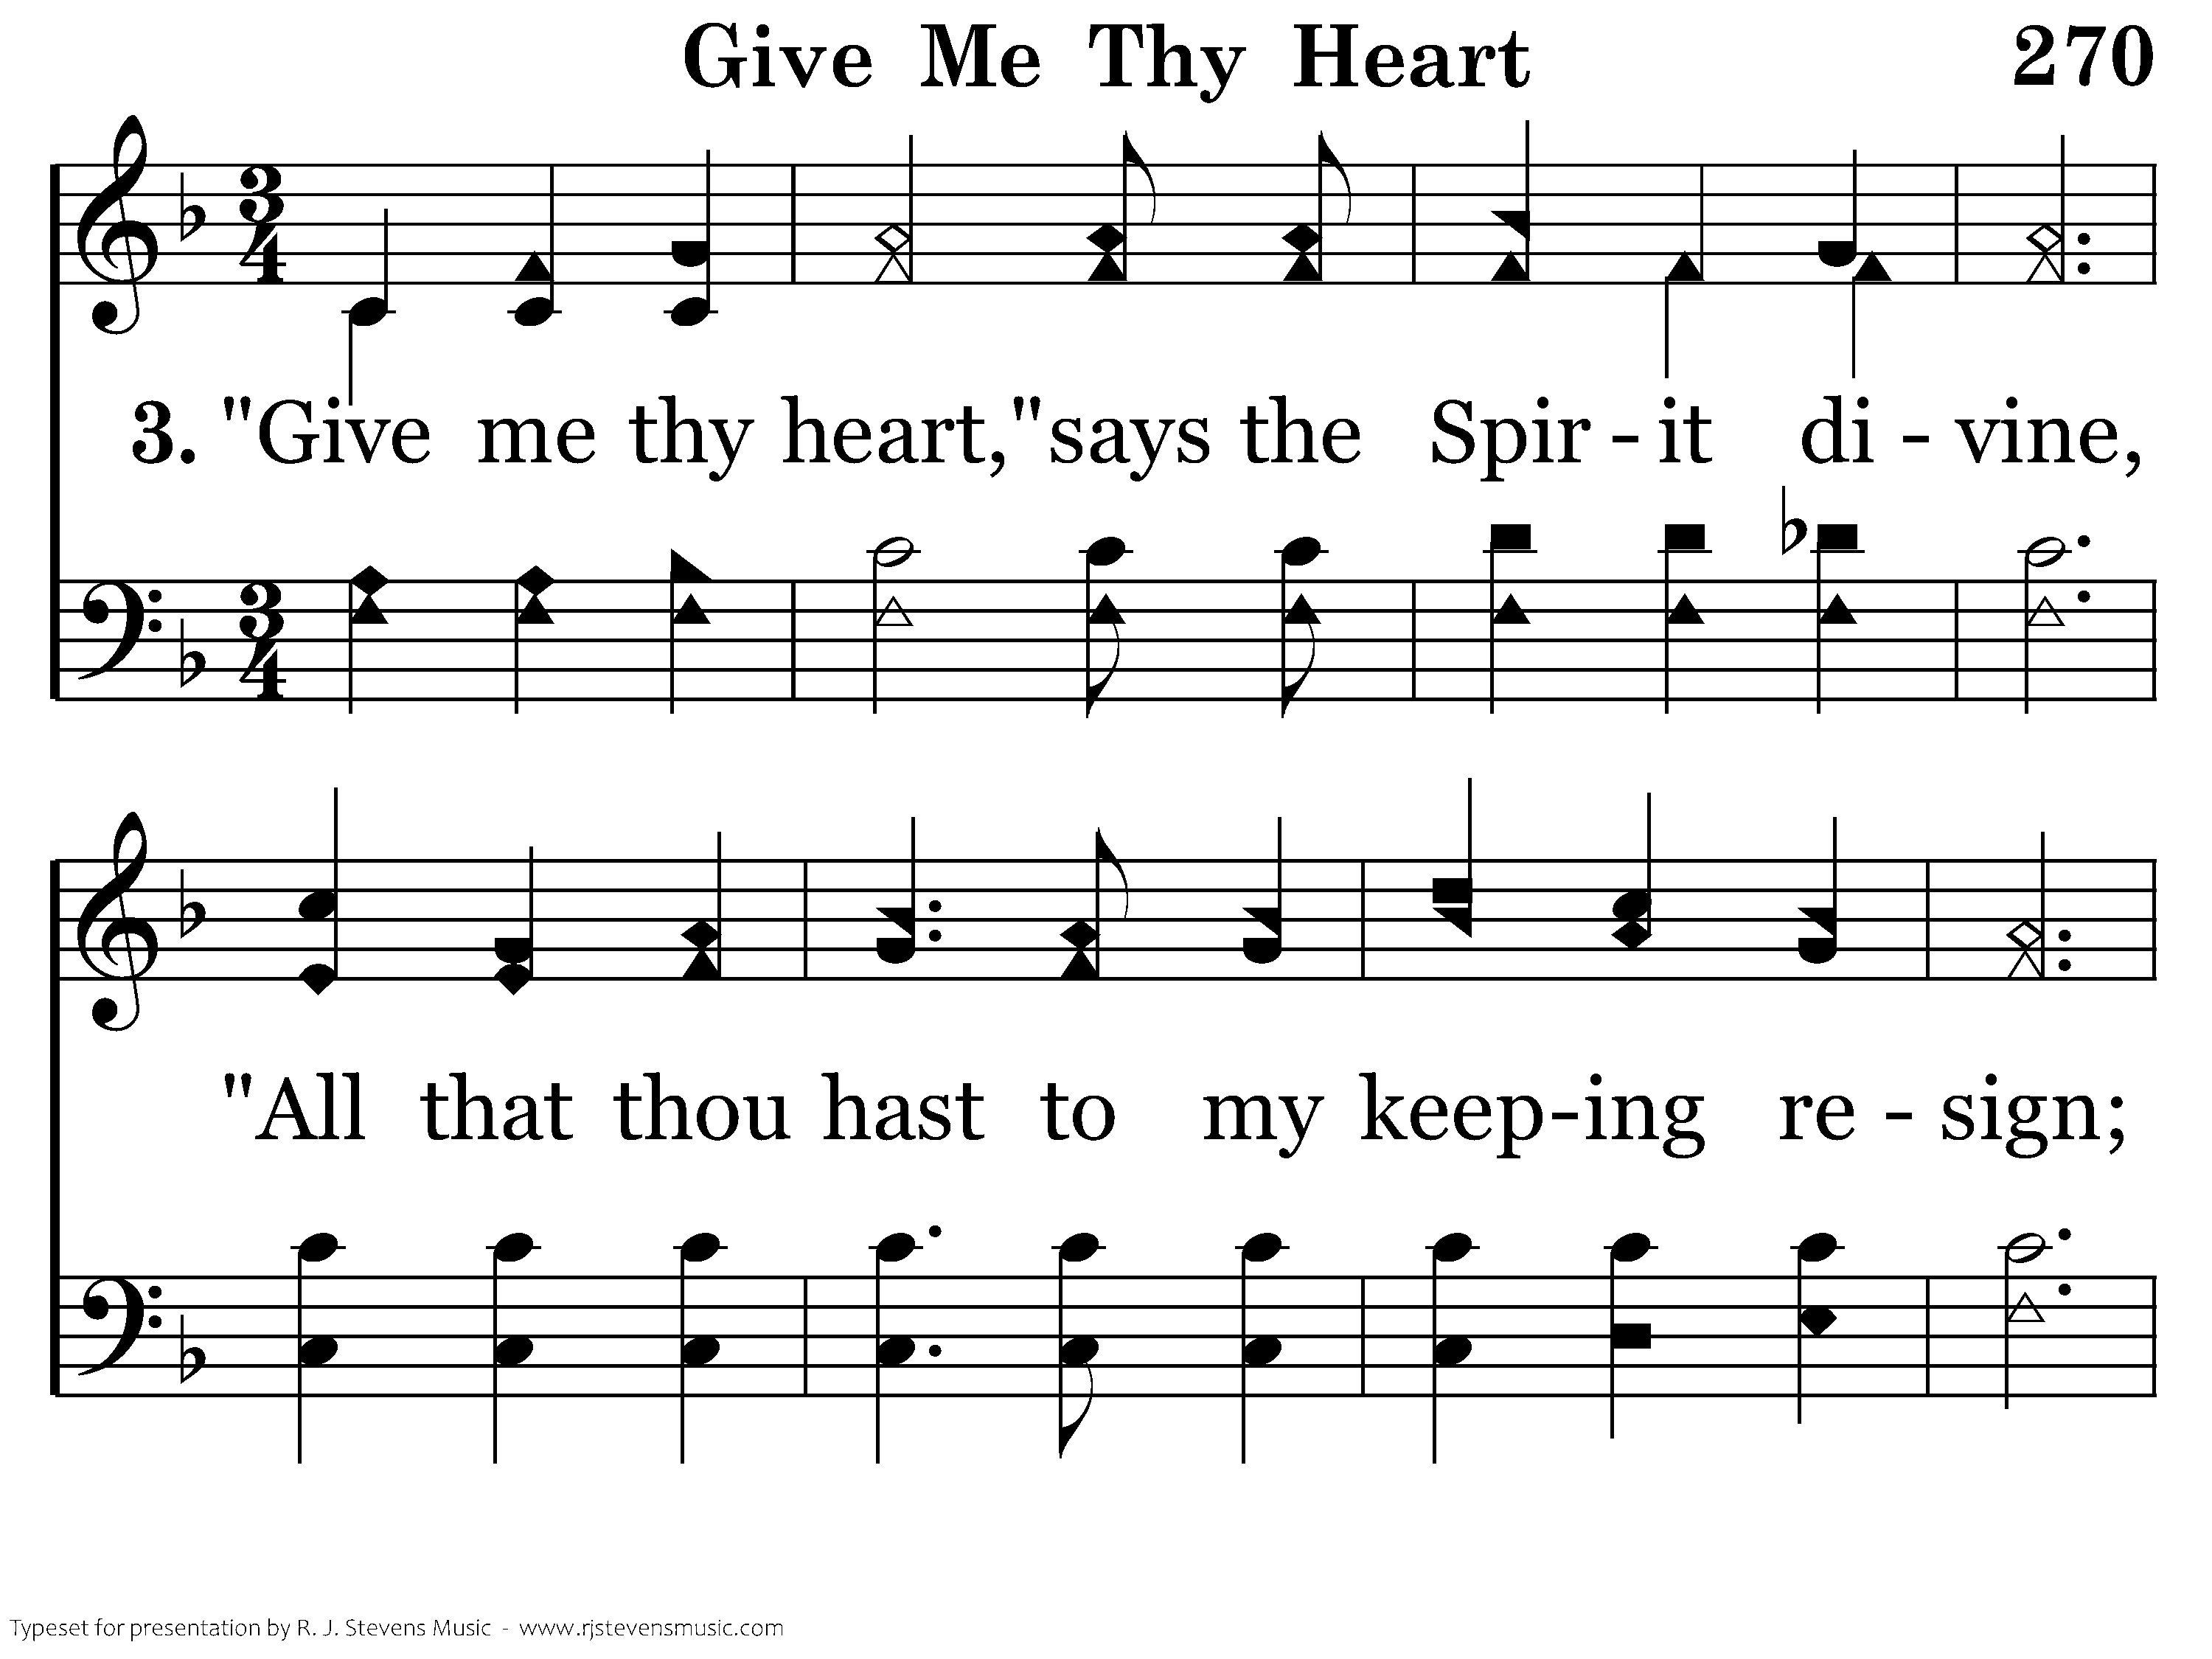 Give Me Thy Heart 270
3. "Give me thy heart,"says the Spir - it di - vine,
"All that thou hast to my keep-ing re - sign;
Typeset for presentation by R. J. Stevens Music - www.rjstevensmusic.com